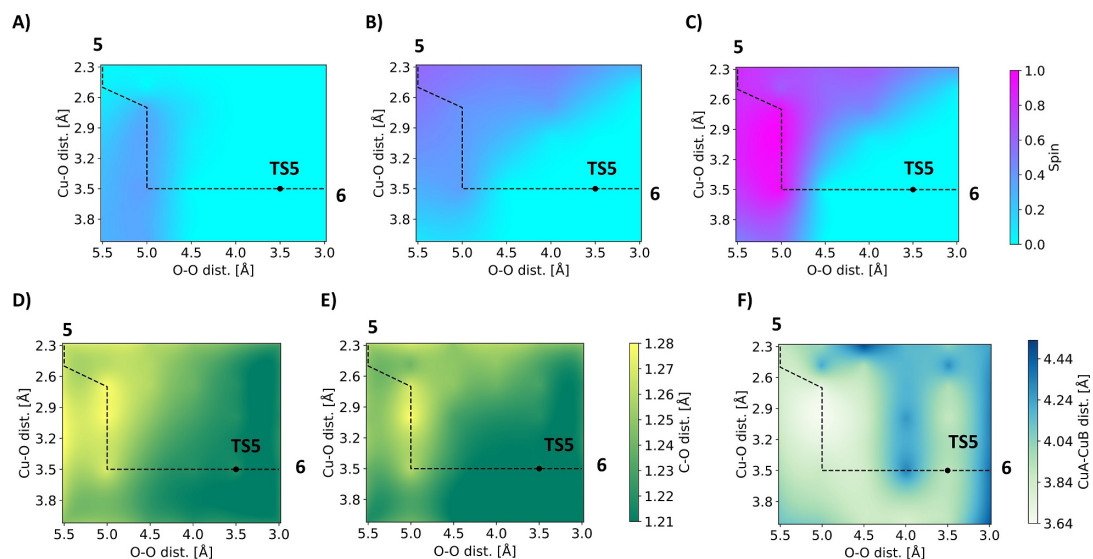 A)
B)
C)
5
5
5
2.3
2.6
2.9
3.2
3.5
3.8
Cu-O dist. [Å]
TS5
6
5.5 5.0 4.5 4.0 3.5 3.0
O-O dist. [Å]
2.3
2.6
2.9
3.2
3.5
3.8
Cu-O dist. [Å]
TS5
6
5.5 5.0 4.5 4.0 3.5 3.0
O-O dist. [Å]
2.3
2.6
2.9
3.2
3.5
3.8
Cu-O dist. [Å]
TS5
6
5.5 5.0 4.5 4.0 3.5 3.0
O-O dist. [Å]
1.0
0.8
0.6
0.4
0.2
0.0
Spin
D)
E)
F)
5
5
5
2.3
2.6
2.9
3.2
3.5
3.8
Cu-O dist. [Å]
TS5
6
5.5 5.0 4.5 4.0 3.5 3.0
O-O dist. [Å]
2.3
2.6
2.9
3.2
3.5
3.8
Cu-O dist. [Å]
TS5
6
5.5 5.0 4.5 4.0 3.5 3.0
O-O dist. [Å]
1.28
1.27
1.26
1.25
1.24
1.23
1.22
1.21
C-O dist. [Å]
2.3
2.6
2.9
3.2
3.5
3.8
Cu-O dist. [Å]
TS5
6
5.5 5.0 4.5 4.0 3.5 3.0
O-O dist. [Å]
4.44
4.24
4.04
3.84
3.64
CuA-CuB dist. [Å]